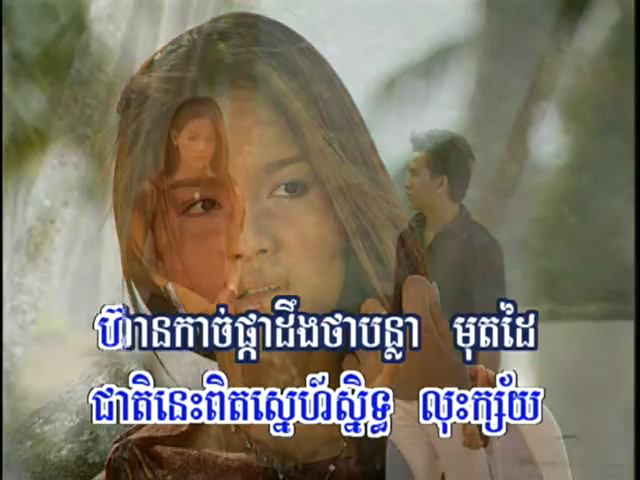 ហ៊ានកាច់ផ្កាដឹងថាបន្លា មុតដៃ
ជាតិនេះពិតស្នេហ៍ស្និទ្ធ លុះក្ស័យ